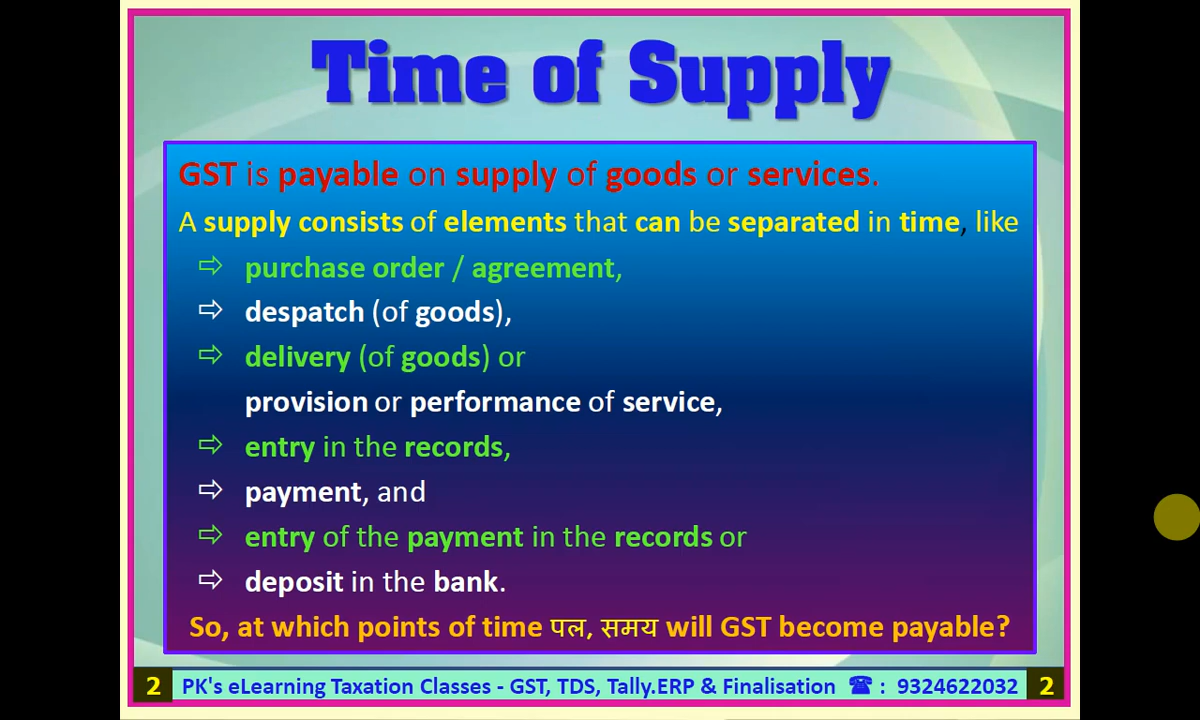 Time of Supply
GST is payable on supply of goods or services.
A supply consists of elements that can be separated in time, like
⇨ purchase order / agreement,
⇨ despatch (of goods),
⇨ delivery (of goods) or
provision or performance of service,
⇨ entry in the records,
⇨ payment, and
⇨ entry of the payment in the records or
⇨ deposit in the bank.
So, at which points of time पल, समय will GST become payable?
2 PK's eLearning Taxation Classes - GST, TDS, Tally.ERP & Finalisation ☎ : 9324622032 2